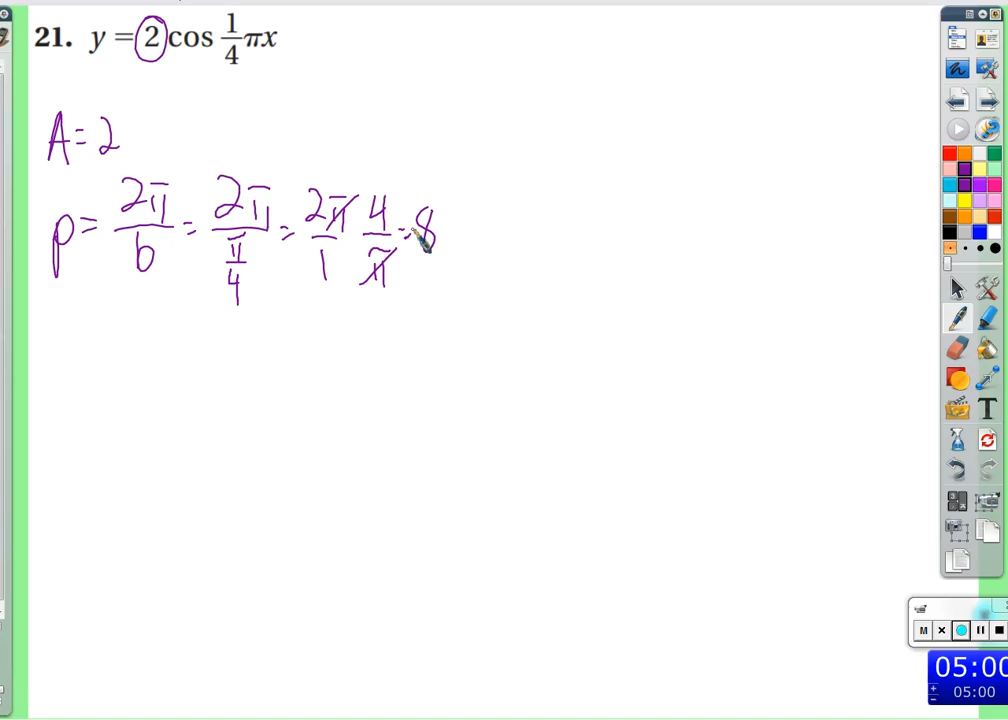 21. y = 2 cos 1/4 πx
A = 2
p = 2π/b = 2π/(π/4) = 2π/1 4/π = 8
M
05:00
05:00